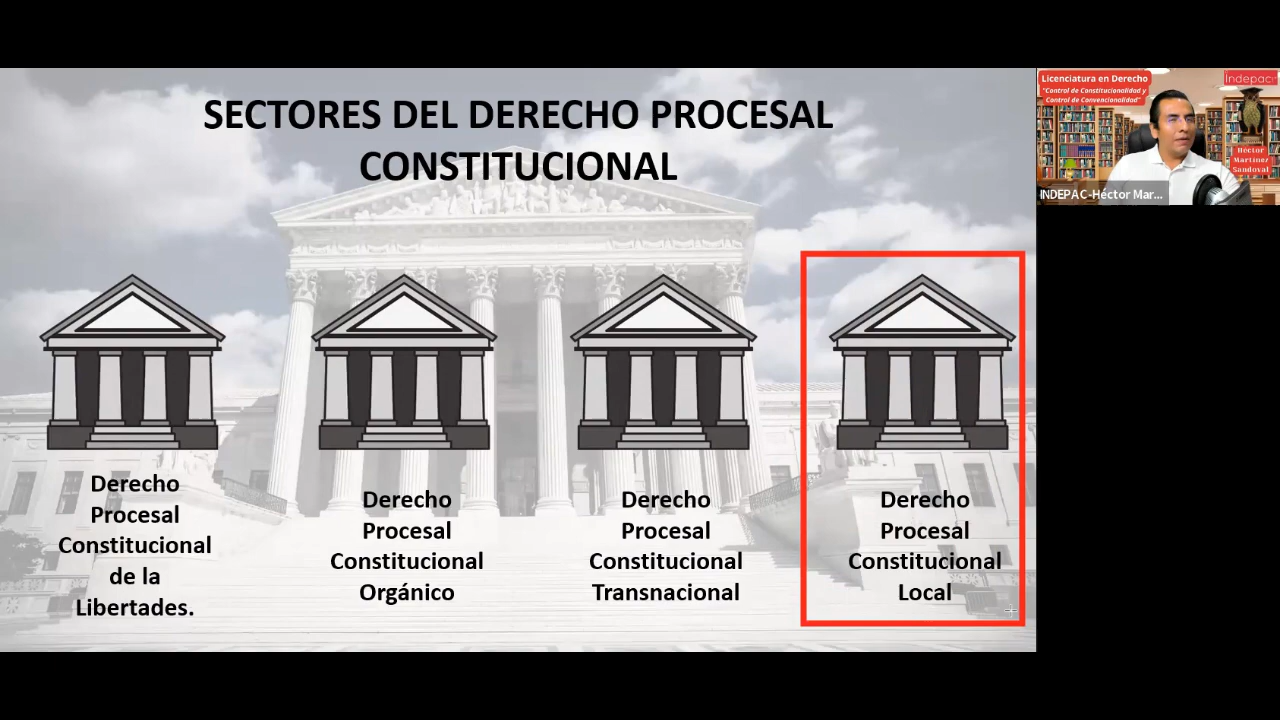 SECTORES DEL DERECHO PROCESAL
CONSTITUCIONAL
Derecho
Procesal
Constitucional
de la
Libertades.
Derecho
Procesal
Constitucional
Orgánico
Derecho
Procesal
Constitucional
Transnacional
Derecho
Procesal
Constitucional
Local
Licenciatura en Derecho
"Control de Constitucionalidad y
Control de Convencionalidad"
Indepac
Héctor
Martínez
Sandoval
INDEPAC-Héctor Mar...